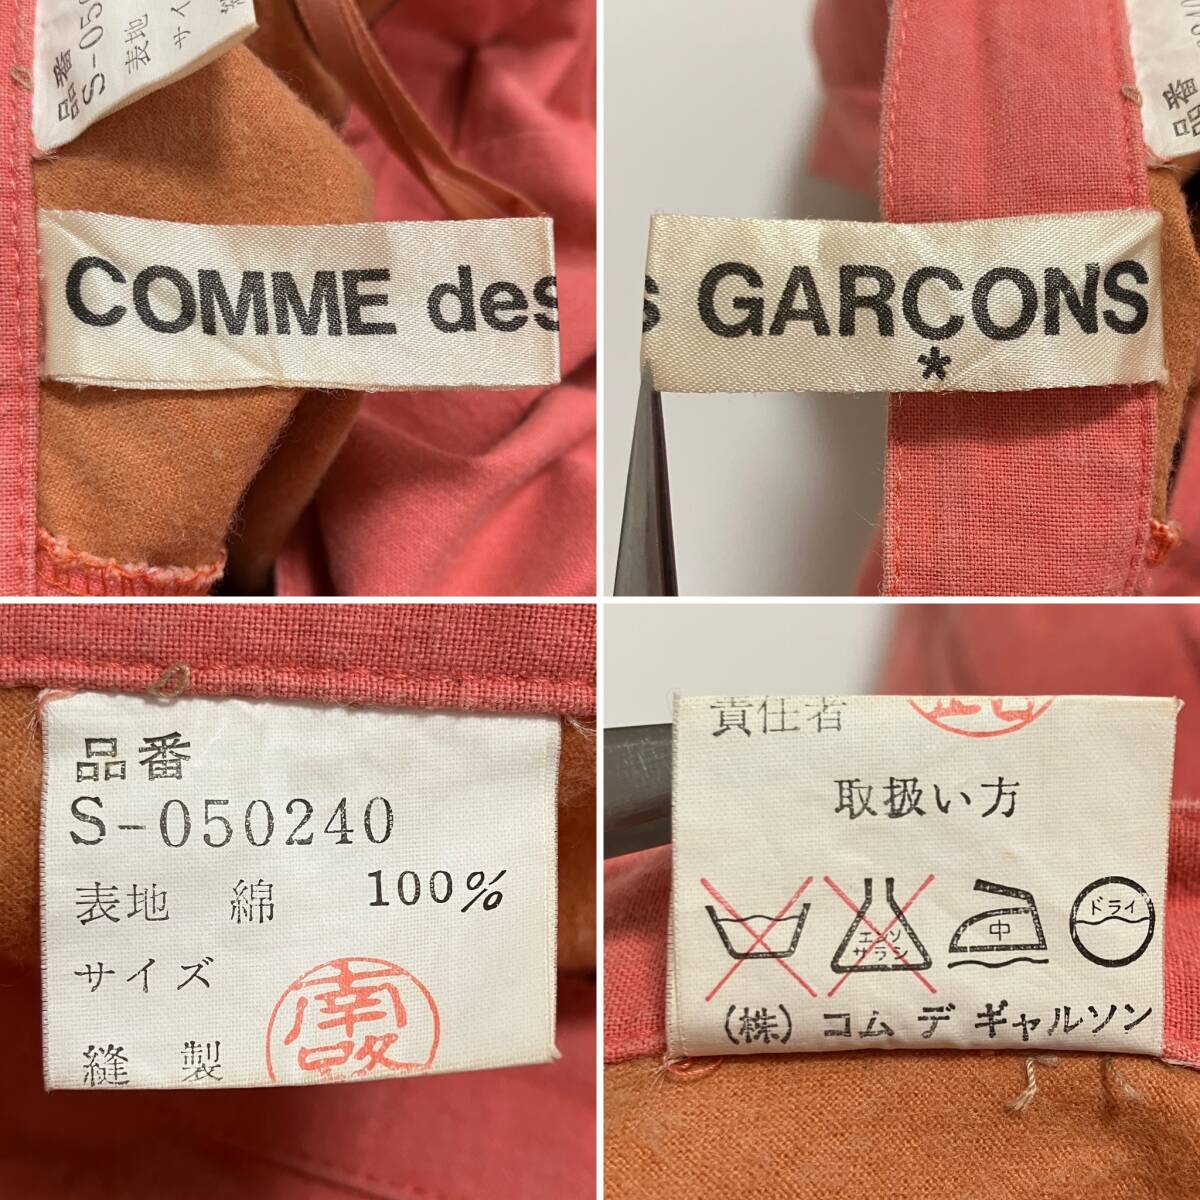 品番
S-05
表地
サイ
COMME des
s GARCONS
*
品番
品番
S-050240
表地 綿 100%
サイズ
縫製
責任者
取扱い方
エンソ
サラシ
中
ドライ
(株) コム デ ギャルソン